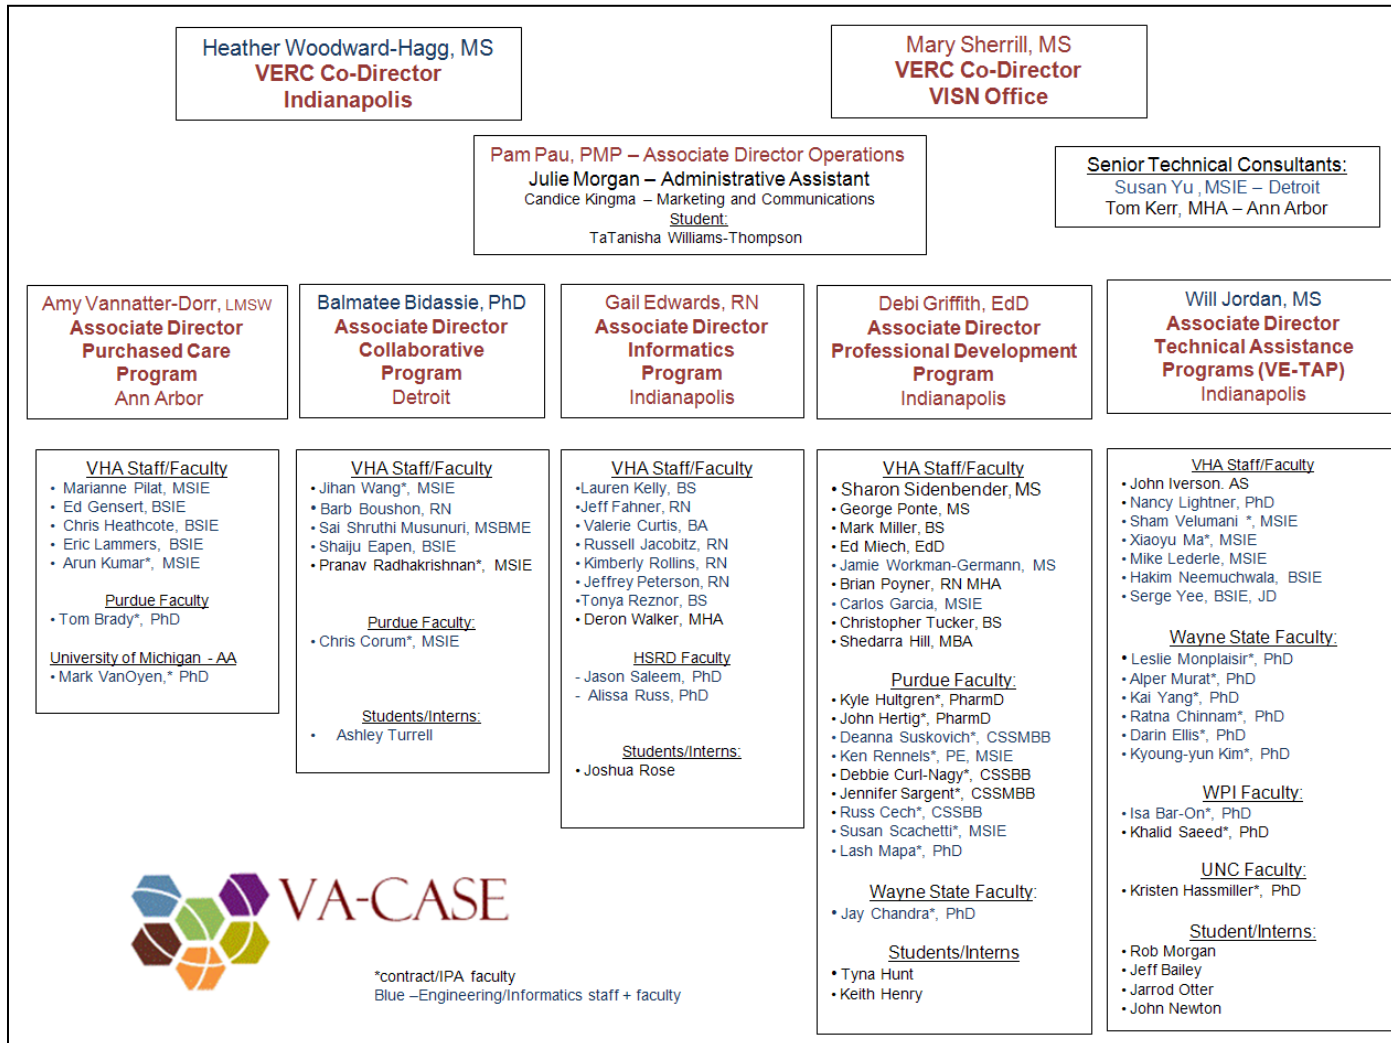 Heather Woodward-Hagg, MS
VERC Co-Director
Indianapolis
Mary Sherrill, MS
VERC Co-Director
VISN Office
Pam Pau, PMP – Associate Director Operations
Julie Morgan – Administrative Assistant
Candice Kingma – Marketing and Communications
Student:
TaTanisha Williams-Thompson
Senior Technical Consultants:
Susan Yu , MSIE – Detroit
Tom Kerr, MHA – Ann Arbor
Amy Vannatter-Dorr, LMSW
Associate Director
Purchased Care
Program
Ann Arbor
Balmatee Bidassie, PhD
Associate Director
Collaborative
Program
Detroit
Gail Edwards, RN
Associate Director
Informatics
Program
Indianapolis
Debi Griffith, EdD
Associate Director
Professional Development
Program
Indianapolis
Will Jordan, MS
Associate Director
Technical Assistance
Programs (VE-TAP)
Indianapolis
VHA Staff/Faculty
• Marianne Pilat, MSIE
• Ed Gensert, BSIE
• Chris Heathcote, BSIE
• Eric Lammers, BSIE
• Arun Kumar*, MSIE
Purdue Faculty
• Tom Brady*, PhD
University of Michigan - AA
• Mark VanOyen,* PhD
VHA Staff/Faculty
• Jihan Wang*, MSIE
• Barb Boushon, RN
• Sai Shruthi Musunuri, MSBME
• Shaiju Eapen, BSIE
• Pranav Radhakrishnan*, MSIE
Purdue Faculty:
• Chris Corum*, MSIE
Students/Interns:
• Ashley Turrell
VHA Staff/Faculty
•Lauren Kelly, BS
•Jeff Fahner, RN
• Valerie Curtis, BA
• Russell Jacobitz, RN
• Kimberly Rollins, RN
• Jeffrey Peterson, RN
•Tonya Reznor, BS
• Deron Walker, MHA
HSRD Faculty
- Jason Saleem, PhD
- Alissa Russ, PhD
Students/Interns:
• Joshua Rose
VHA Staff/Faculty
• Sharon Sidenbender, MS
• George Ponte, MS
• Mark Miller, BS
• Ed Miech, EdD
• Jamie Workman-Germann, MS
• Brian Poyner, RN MHA
• Carlos Garcia, MSIE
• Christopher Tucker, BS
• Shedarra Hill, MBA
Purdue Faculty:
• Kyle Hultgren*, PharmD
• John Hertig*, PharmD
• Deanna Suskovich*, CSSMBB
• Ken Rennels*, PE, MSIE
• Debbie Curl-Nagy*, CSSBB
• Jennifer Sargent*, CSSMBB
• Russ Cech*, CSSBB
• Susan Scachetti*, MSIE
• Lash Mapa*, PhD
Wayne State Faculty:
• Jay Chandra*, PhD
Students/Interns
• Tyna Hunt
• Keith Henry
VHA Staff/Faculty
• John Iverson. AS
• Nancy Lightner, PhD
• Sham Velumani *, MSIE
• Xiaoyu Ma*, MSIE
• Mike Lederle, MSIE
• Hakim Neemuchwala, BSIE
• Serge Yee, BSIE, JD
Wayne State Faculty:
• Leslie Monplaisir*, PhD
• Alper Murat*, PhD
• Kai Yang*, PhD
• Ratna Chinnam*, PhD
• Darin Ellis*, PhD
• Kyoung-yun Kim*, PhD
WPI Faculty:
• Isa Bar-On*, PhD
• Khalid Saeed*, PhD
UNC Faculty:
• Kristen Hassmiller*, PhD
Student/Interns:
• Rob Morgan
• Jeff Bailey
• Jarrod Otter
• John Newton
VA-CASE
*contract/IPA faculty
Blue –Engineering/Informatics staff + faculty